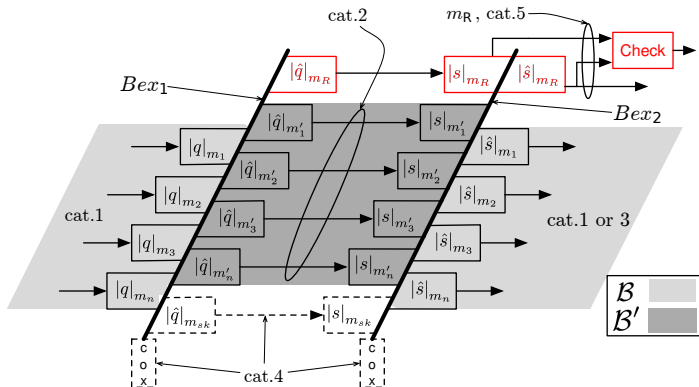 cat.2
m_R, cat.5
Check
|q̂|_{m_R}
|s|_{m_R} |ŝ|_{m_R}
Bex_1
Bex_2
|q̂|_{m'_1} |s|_{m'_1}
|q|_{m_1} |ŝ|_{m_1}
|q̂|_{m'_2} |s|_{m'_2}
cat.1 |q|_{m_2} |ŝ|_{m_2} cat.1 or 3
|q̂|_{m'_3} |s|_{m'_3}
|q|_{m_3} |ŝ|_{m_3}
|q̂|_{m'_n} |s|_{m'_n}
|q|_{m_n} |ŝ|_{m_n}
B
|q̂|_{m_{sk}} |s|_{m_{sk}}
B'
cat.4
c
o
x
c
o
x